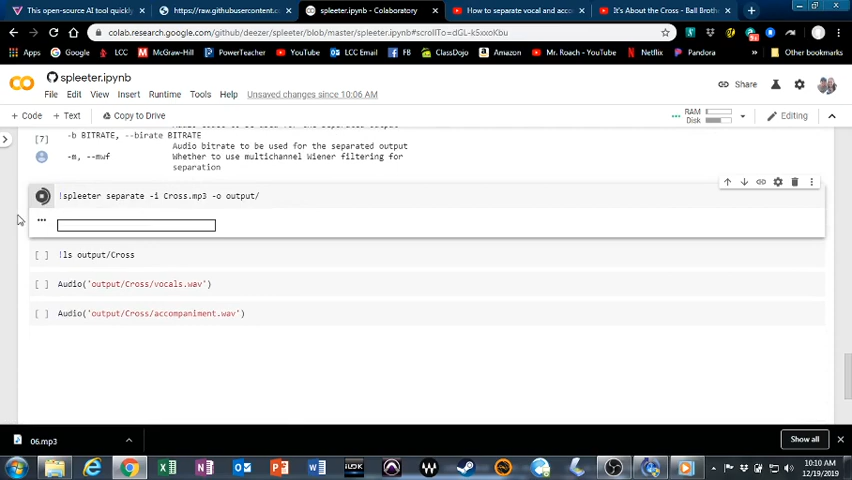 This open-source AI tool quickly
https://raw.githubusercontent.c
spleeter.ipynb - Colaboratory
How to separate vocal and acco
It's About the Cross - Ball Broth
colab.research.google.com/github/deezer/spleeter/blob/master/spleeter.ipynb#scrollTo=dGL-k5xxoKbu
Apps
Google
LCC
McGraw-Hill
PowerTeacher
YouTube
LCC Email
ClassDojo
Amazon
Mr. Roach - YouTube
Netflix
Pandora
Other bookmarks
spleeter.ipynb
Share
File Edit View Insert Runtime Tools Help Unsaved changes since 10:06 AM
+ Code + Text Copy to Drive
RAM
Disk
Editing
[7]
-b BITRATE, --birate BITRATE
Audio bitrate to be used for the separated output
-m, --mwf Whether to use multichannel Wiener filtering for
separation
!spleeter separate -i Cross.mp3 -o output/
...
[ ] !ls output/Cross
[ ] Audio('output/Cross/vocals.wav')
[ ] Audio('output/Cross/accompaniment.wav')
06.mp3
Show all
10:10 AM
12/19/2019